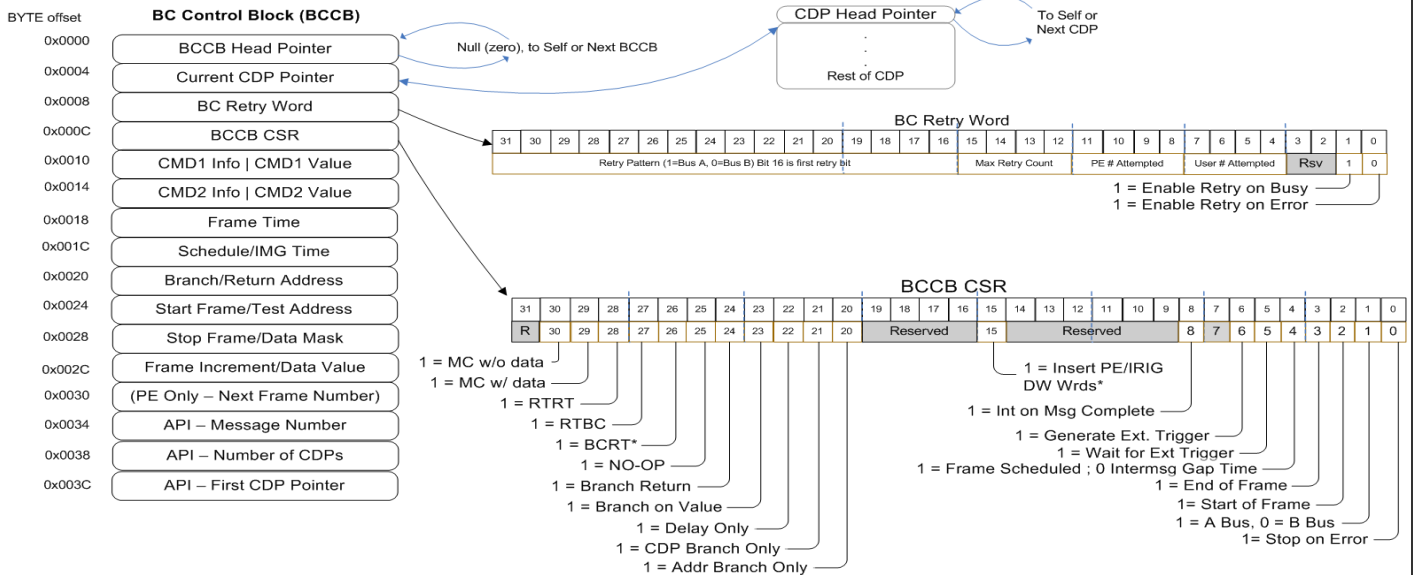 BYTE offset
BC Control Block (BCCB)
0x0000
BCCB Head Pointer
0x0004
Current CDP Pointer
0x0008
BC Retry Word
0x000C
BCCB CSR
0x0010
CMD1 Info | CMD1 Value
0x0014
CMD2 Info | CMD2 Value
0x0018
Frame Time
0x001C
Schedule/IMG Time
0x0020
Branch/Return Address
0x0024
Start Frame/Test Address
0x0028
Stop Frame/Data Mask
0x002C
Frame Increment/Data Value
0x0030
(PE Only – Next Frame Number)
0x0034
API – Message Number
0x0038
API – Number of CDPs
0x003C
API – First CDP Pointer
Null (zero), to Self or Next BCCB
CDP Head Pointer
.
.
.
Rest of CDP
To Self or
Next CDP
BC Retry Word
31 30 29 28 27 26 25 24 23 22 21 20 19 18 17 16 15 14 13 12 11 10 9 8 7 6 5 4 3 2 1 0
Retry Pattern (1=Bus A, 0=Bus B) Bit 16 is first retry bit Max Retry Count PE # Attempted User # Attempted Rsv 1 0
1 = Enable Retry on Busy
1 = Enable Retry on Error
BCCB CSR
31 30 29 28 27 26 25 24 23 22 21 20 19 18 17 16 15 14 13 12 11 10 9 8 7 6 5 4 3 2 1 0
R 30 29 28 27 26 25 24 23 22 21 20 Reserved 15 Reserved 8 7 6 5 4 3 2 1 0
1 = MC w/o data
1 = MC w/ data
1 = RTRT
1 = RTBC
1 = BCRT*
1 = NO-OP
1 = Branch Return
1 = Branch on Value
1 = Delay Only
1 = CDP Branch Only
1 = Addr Branch Only
1 = Insert PE/IRIG
DW Wrds*
1 = Int on Msg Complete
1 = Generate Ext. Trigger
1 = Wait for Ext Trigger
1 = Frame Scheduled ; 0 Intermsg Gap Time
1 = End of Frame
1= Start of Frame
1 = A Bus, 0 = B Bus
1= Stop on Error